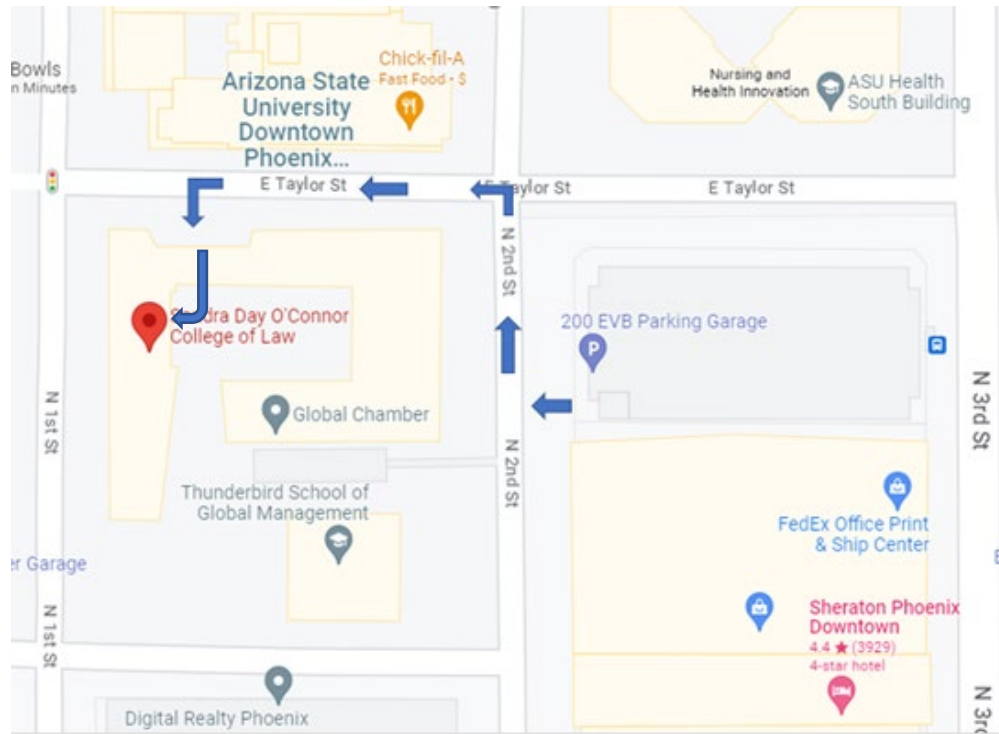 Bowls
n Minutes
Chick-fil-A
Fast Food · $
Arizona State
University
Downtown
Phoenix...
Nursing and
Health Innovation
ASU Health
South Building
E Taylor St
E Taylor St
E Taylor St
N 2nd St
200 EVB Parking Garage
P
Sandra Day O'Connor
College of Law
N 1st St
Global Chamber
N 3rd St
N 2nd St
Thunderbird School of
Global Management
FedEx Office Print
& Ship Center
er Garage
N 1st St
Sheraton Phoenix
Downtown
4.4 ★ (3929)
4-star hotel
Digital Realty Phoenix
N 3rd